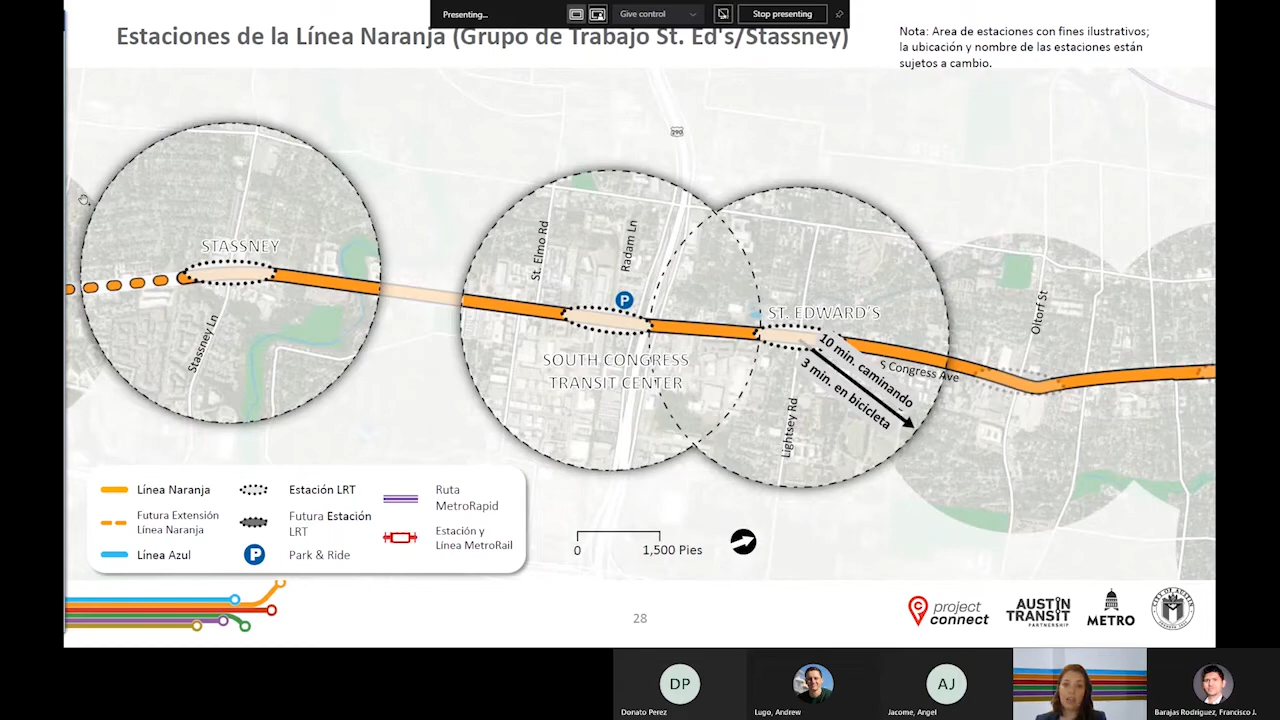 Presenting...
Give control
Stop presenting
Estaciones de la Línea Naranja (Grupo de Trabajo St. Ed's/Stassney)
Nota: Area de estaciones con fines ilustrativos;
la ubicación y nombre de las estaciones están
sujetos a cambio.
290
STASSNEY
Stassney Ln
St. Elmo Rd
Radam Ln
P
SOUTH CONGRESS
TRANSIT CENTER
ST. EDWARD'S
10 min. caminando
3 min. en bicicleta
S Congress Ave
Lightsey Rd
Oltorf St
Línea Naranja
Futura Extensión
Línea Naranja
Línea Azul
Estación LRT
Futura Estación
LRT
P
Park & Ride
Ruta
MetroRapid
Estación y
Línea MetroRail
0
1,500 Pies
28
project
connect
AUSTIN
TRANSIT
PARTNERSHIP
METRO
CITY OF AUSTIN
DP
Donato Perez
Lugo, Andrew
AJ
Jacome, Angel
Barajas Rodriguez, Francisco J.